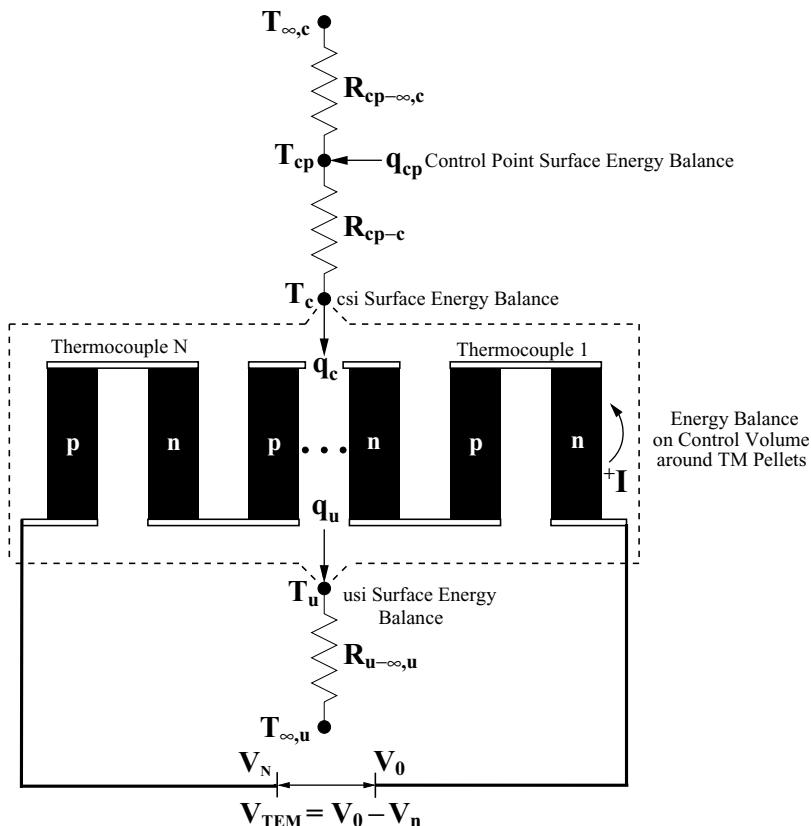 T∞,c
Rcp−∞,c
Tcp
qcp Control Point Surface Energy Balance
Rcp−c
Tc csi Surface Energy Balance
Thermocouple N
Thermocouple 1
qc
p n p • • • n p n
+I
Energy Balance
on Control Volume
around TM Pellets
qu
Tu usi Surface Energy
Balance
Ru−∞,u
T∞,u
VN V0
VTEM = V0 − Vn